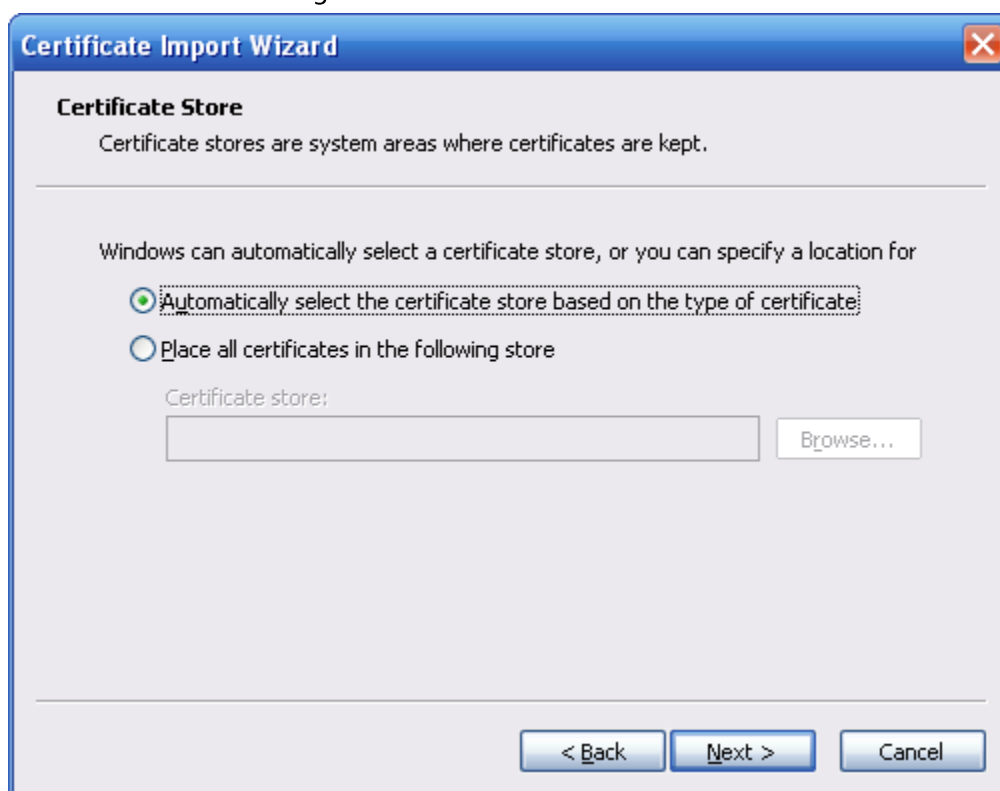 Certificate Import Wizard
Certificate Store
Certificate stores are system areas where certificates are kept.
Windows can automatically select a certificate store, or you can specify a location for
Automatically select the certificate store based on the type of certificate
Place all certificates in the following store
Certificate store:
Browse...
< Back
Next >
Cancel